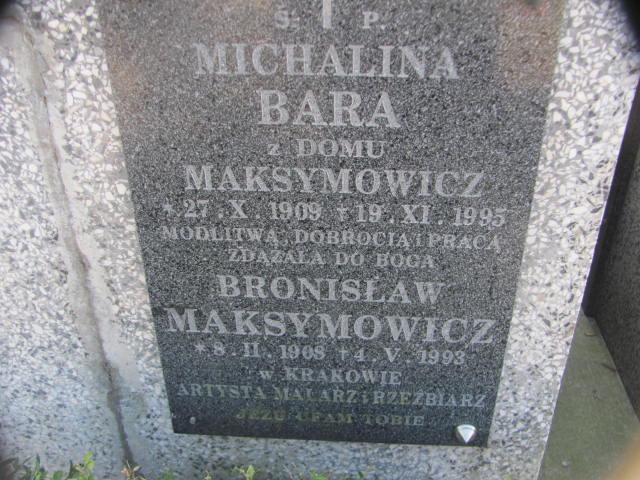 Ś. † P.
MICHALINA
BARA
z DOMU
MAKSYMOWICZ
*27.X.1909 †19.XI.1995
MODLITWĄ, DOBROCIĄ i PRACĄ
ZDĄŻAŁA DO BOGA
BRONISŁAW
MAKSYMOWICZ
*8.II.1908 †4.V.1993
w KRAKOWIE
ARTYSTA MALARZ i RZEŹBIARZ
JEZU UFAM TOBIE